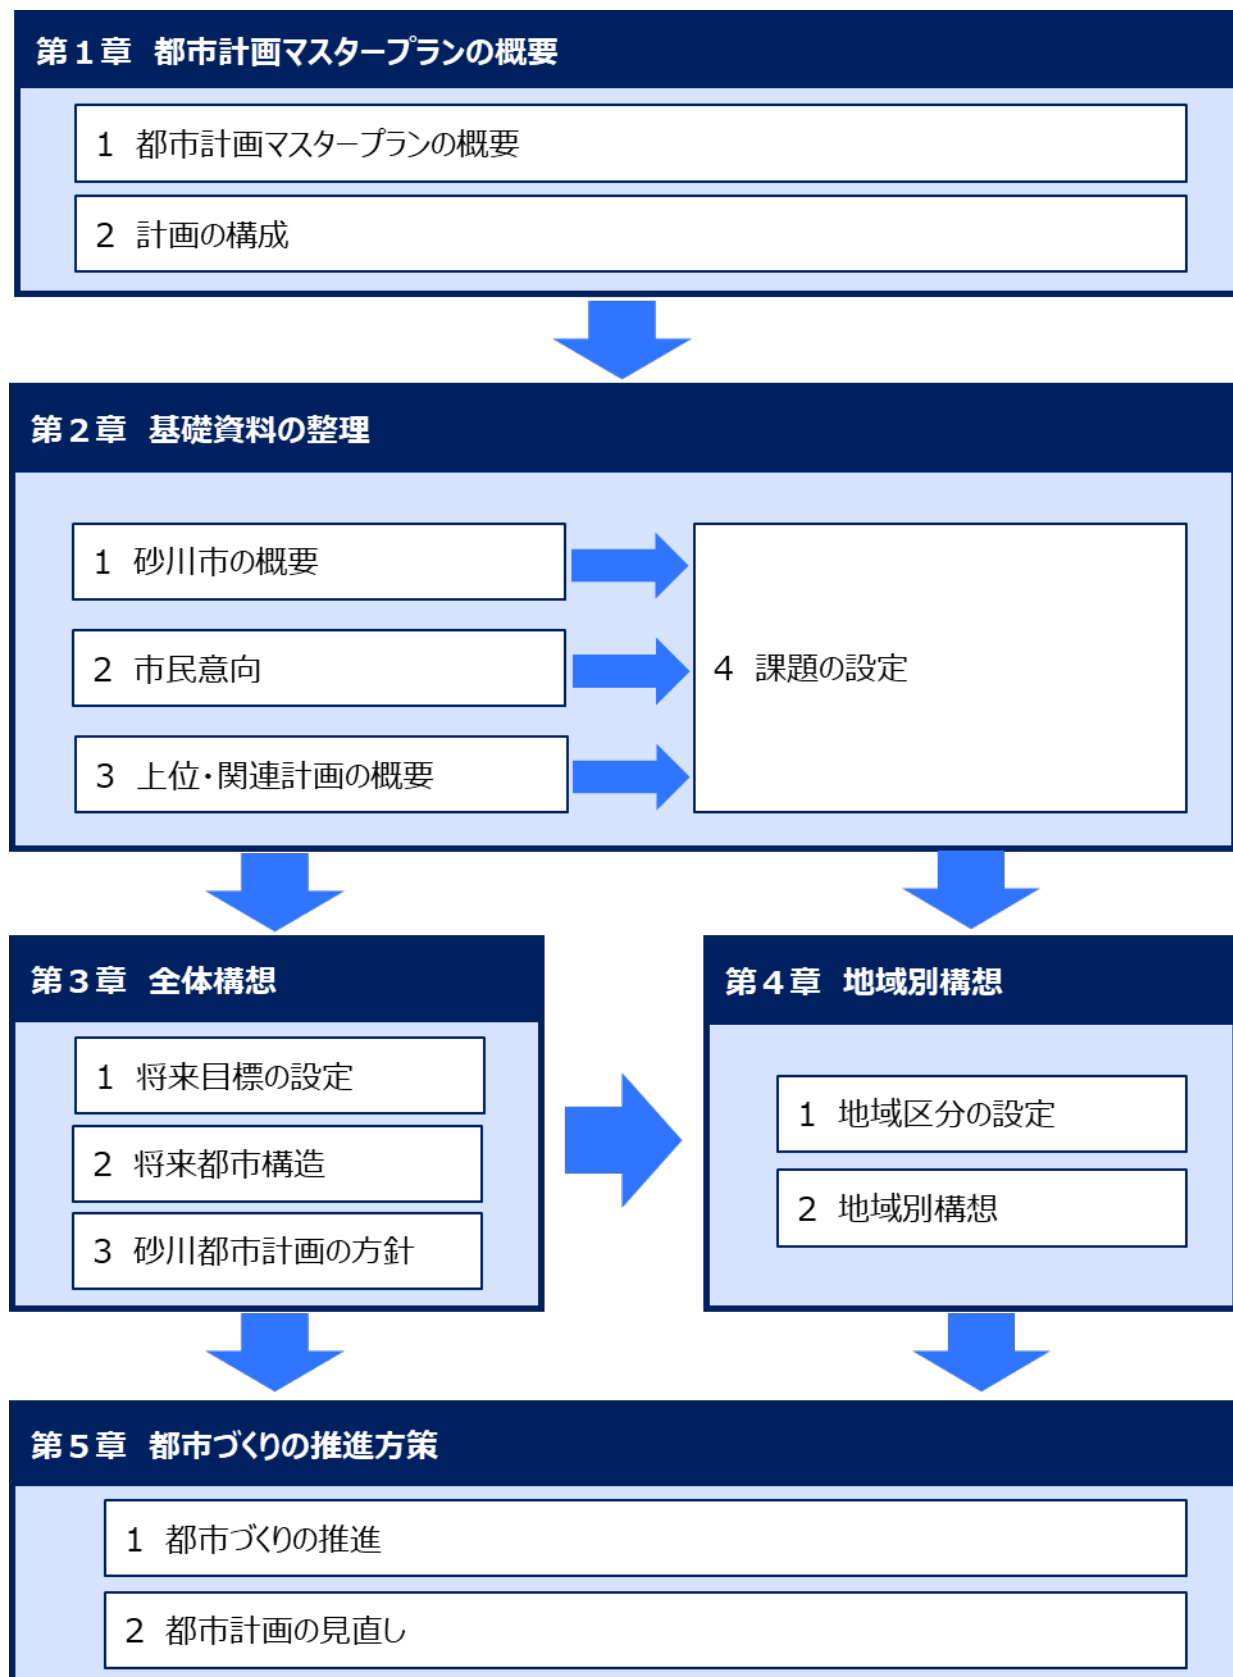 第１章 都市計画マスタープランの概要
1 都市計画マスタープランの概要
2 計画の構成
第２章 基礎資料の整理
1 砂川市の概要
2 市民意向
3 上位・関連計画の概要
4 課題の設定
第３章 全体構想
1 将来目標の設定
2 将来都市構造
3 砂川都市計画の方針
第４章 地域別構想
1 地域区分の設定
2 地域別構想
第５章 都市づくりの推進方策
1 都市づくりの推進
2 都市計画の見直し